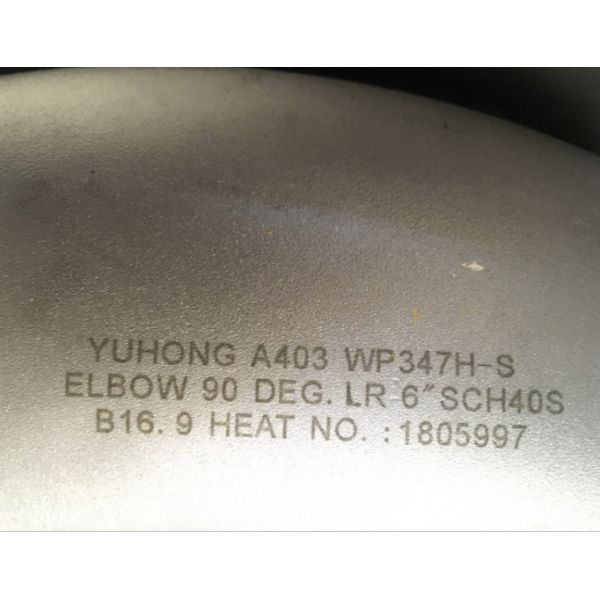 YUHONG A403 WP347H-S
ELBOW 90 DEG. LR 6″SCH40S
B16.9 HEAT NO.:1805997